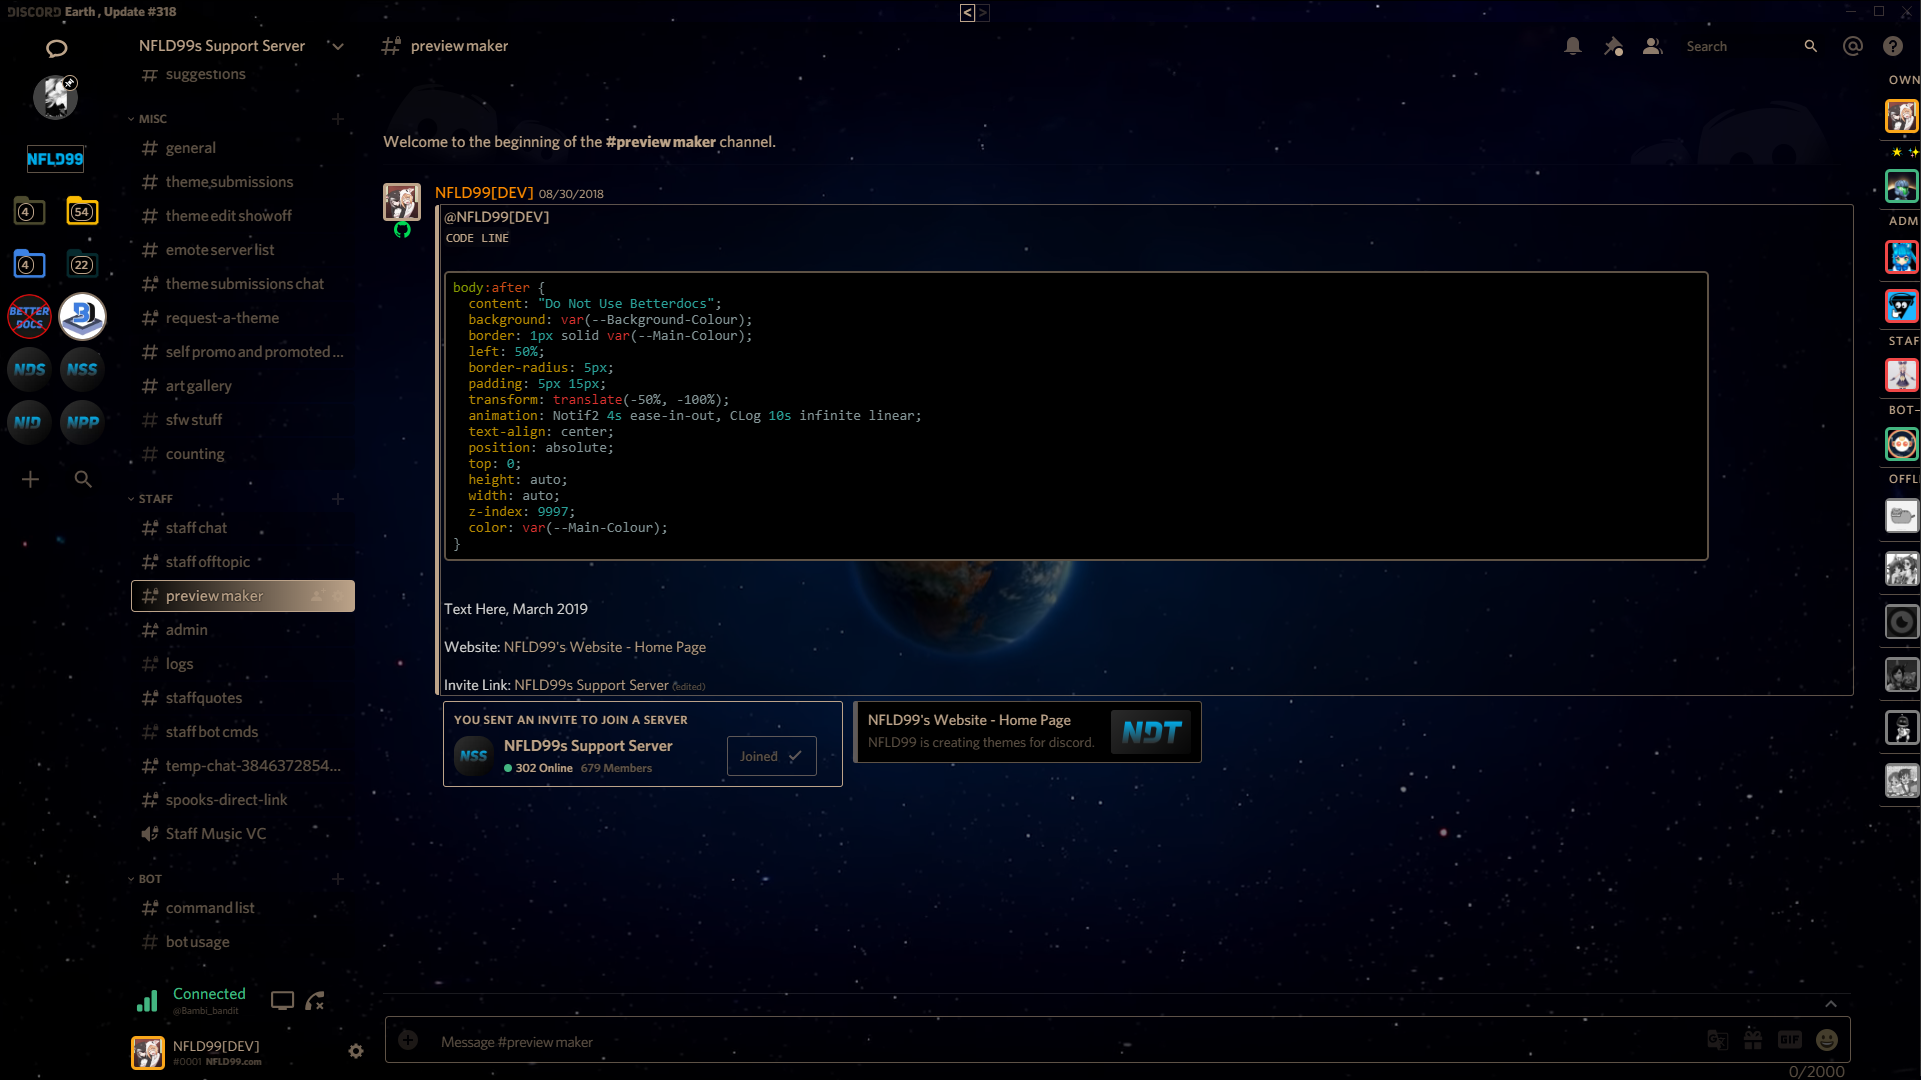 DISCORD Earth , Update #318
< >
NFLD99s Support Server
suggestions
MISC
general
theme submissions
theme edit showoff
emote server list
theme submissions chat
request-a-theme
self promo and promoted ...
art gallery
sfw stuff
counting
STAFF
staff chat
staff offtopic
preview maker
admin
logs
staff quotes
staff bot cmds
temp-chat-3846372854...
spooks-direct-link
Staff Music VC
BOT
command list
bot usage
Connected
@Bambi_bandit
NFLD99[DEV]
#0001 NFLD99.com
NFLD99
4
54
4
22
BETTER
DOCS
NDS
NSS
NID
NPP
preview maker
Search
Welcome to the beginning of the #preview maker channel.
NFLD99[DEV] 08/30/2018
@NFLD99[DEV]
CODE LINE
body:after {
content: "Do Not Use Betterdocs";
background: var(--Background-Colour);
border: 1px solid var(--Main-Colour);
left: 50%;
border-radius: 5px;
padding: 5px 15px;
transform: translate(-50%, -100%);
animation: Notif2 4s ease-in-out, CLog 10s infinite linear;
text-align: center;
position: absolute;
top: 0;
height: auto;
width: auto;
z-index: 9997;
color: var(--Main-Colour);
}
Text Here, March 2019
Website: NFLD99's Website - Home Page
Invite Link: NFLD99s Support Server (edited)
YOU SENT AN INVITE TO JOIN A SERVER
NSS
NFLD99s Support Server
302 Online 679 Members
Joined
NFLD99's Website - Home Page
NFLD99 is creating themes for discord.
NDT
Message #preview maker
GIF
0/2000
OWN
ADM
STAF
BOT-
OFFLI